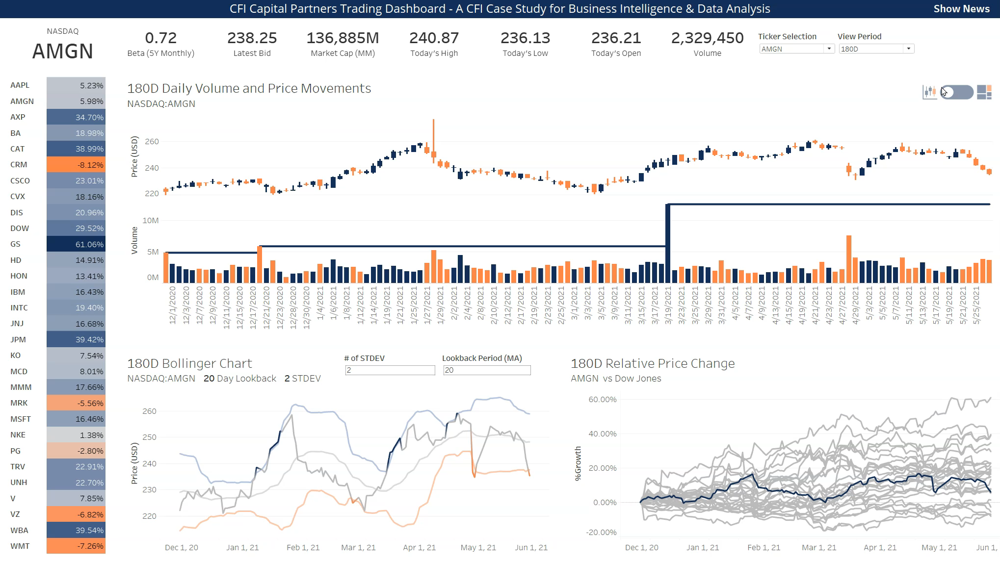 CFI Capital Partners Trading Dashboard - A CFI Case Study for Business Intelligence & Data Analysis
Show News
NASDAQ
AMGN
0.72
Beta (5Y Monthly)
238.25
Latest Bid
136,885M
Market Cap (MM)
240.87
Today's High
236.13
Today's Low
236.21
Today's Open
2,329,450
Volume
Ticker Selection
AMGN
View Period
180D
AAPL 5.23%
AMGN 5.98%
AXP 34.70%
BA 18.98%
CAT 38.99%
CRM -8.12%
CSCO 23.01%
CVX 18.16%
DIS 20.96%
DOW 29.52%
GS 61.06%
HD 14.91%
HON 13.41%
IBM 16.43%
INTC 19.40%
JNJ 16.68%
JPM 39.42%
KO 7.54%
MCD 8.01%
MMM 17.66%
MRK -5.56%
MSFT 16.46%
NKE 1.38%
PG -2.80%
TRV 22.91%
UNH 22.70%
V 7.85%
VZ -6.82%
WBA 39.54%
WMT -7.26%
180D Daily Volume and Price Movements
NASDAQ:AMGN
Price (USD)
260
240
220
Volume
10M
5M
0M
12/1/2020
12/3/2020
12/7/2020
12/9/2020
12/11/2020
12/15/2020
12/17/2020
12/21/2020
12/23/2020
12/28/2020
12/30/2020
1/4/2021
1/6/2021
1/8/2021
1/12/2021
1/14/2021
1/19/2021
1/21/2021
1/25/2021
1/27/2021
1/29/2021
2/2/2021
2/4/2021
2/8/2021
2/10/2021
2/12/2021
2/17/2021
2/19/2021
2/23/2021
2/25/2021
3/1/2021
3/3/2021
3/5/2021
3/9/2021
3/11/2021
3/15/2021
3/17/2021
3/19/2021
3/23/2021
3/25/2021
3/29/2021
3/31/2021
4/5/2021
4/7/2021
4/9/2021
4/13/2021
4/15/2021
4/19/2021
4/21/2021
4/23/2021
4/27/2021
4/29/2021
5/3/2021
5/5/2021
5/7/2021
5/11/2021
5/13/2021
5/17/2021
5/19/2021
5/21/2021
5/25/2021
180D Bollinger Chart
NASDAQ:AMGN 20 Day Lookback 2 STDEV
# of STDEV
2
Lookback Period (MA)
20
Price (USD)
260
250
240
230
220
Dec 1, 20
Jan 1, 21
Feb 1, 21
Mar 1, 21
Apr 1, 21
May 1, 21
Jun 1, 21
180D Relative Price Change
AMGN vs Dow Jones
%Growth
60.00%
40.00%
20.00%
0.00%
-20.00%
Dec 1, 20
Jan 1, 21
Feb 1, 21
Mar 1, 21
Apr 1, 21
May 1, 21
Jun 1,